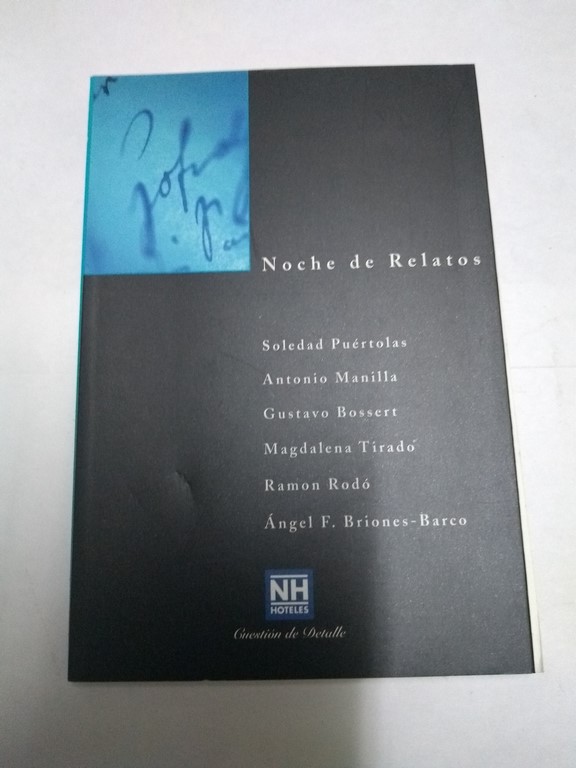 Noche de Relatos
Soledad Puértolas
Antonio Manilla
Gustavo Bossert
Magdalena Tirado
Ramon Rodó
Ángel F. Briones-Barco
NH
HOTELES
Cuestión de Detalle